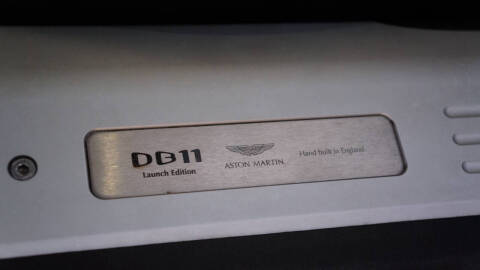 DB11
Launch Edition
ASTON MARTIN
Hand built in England